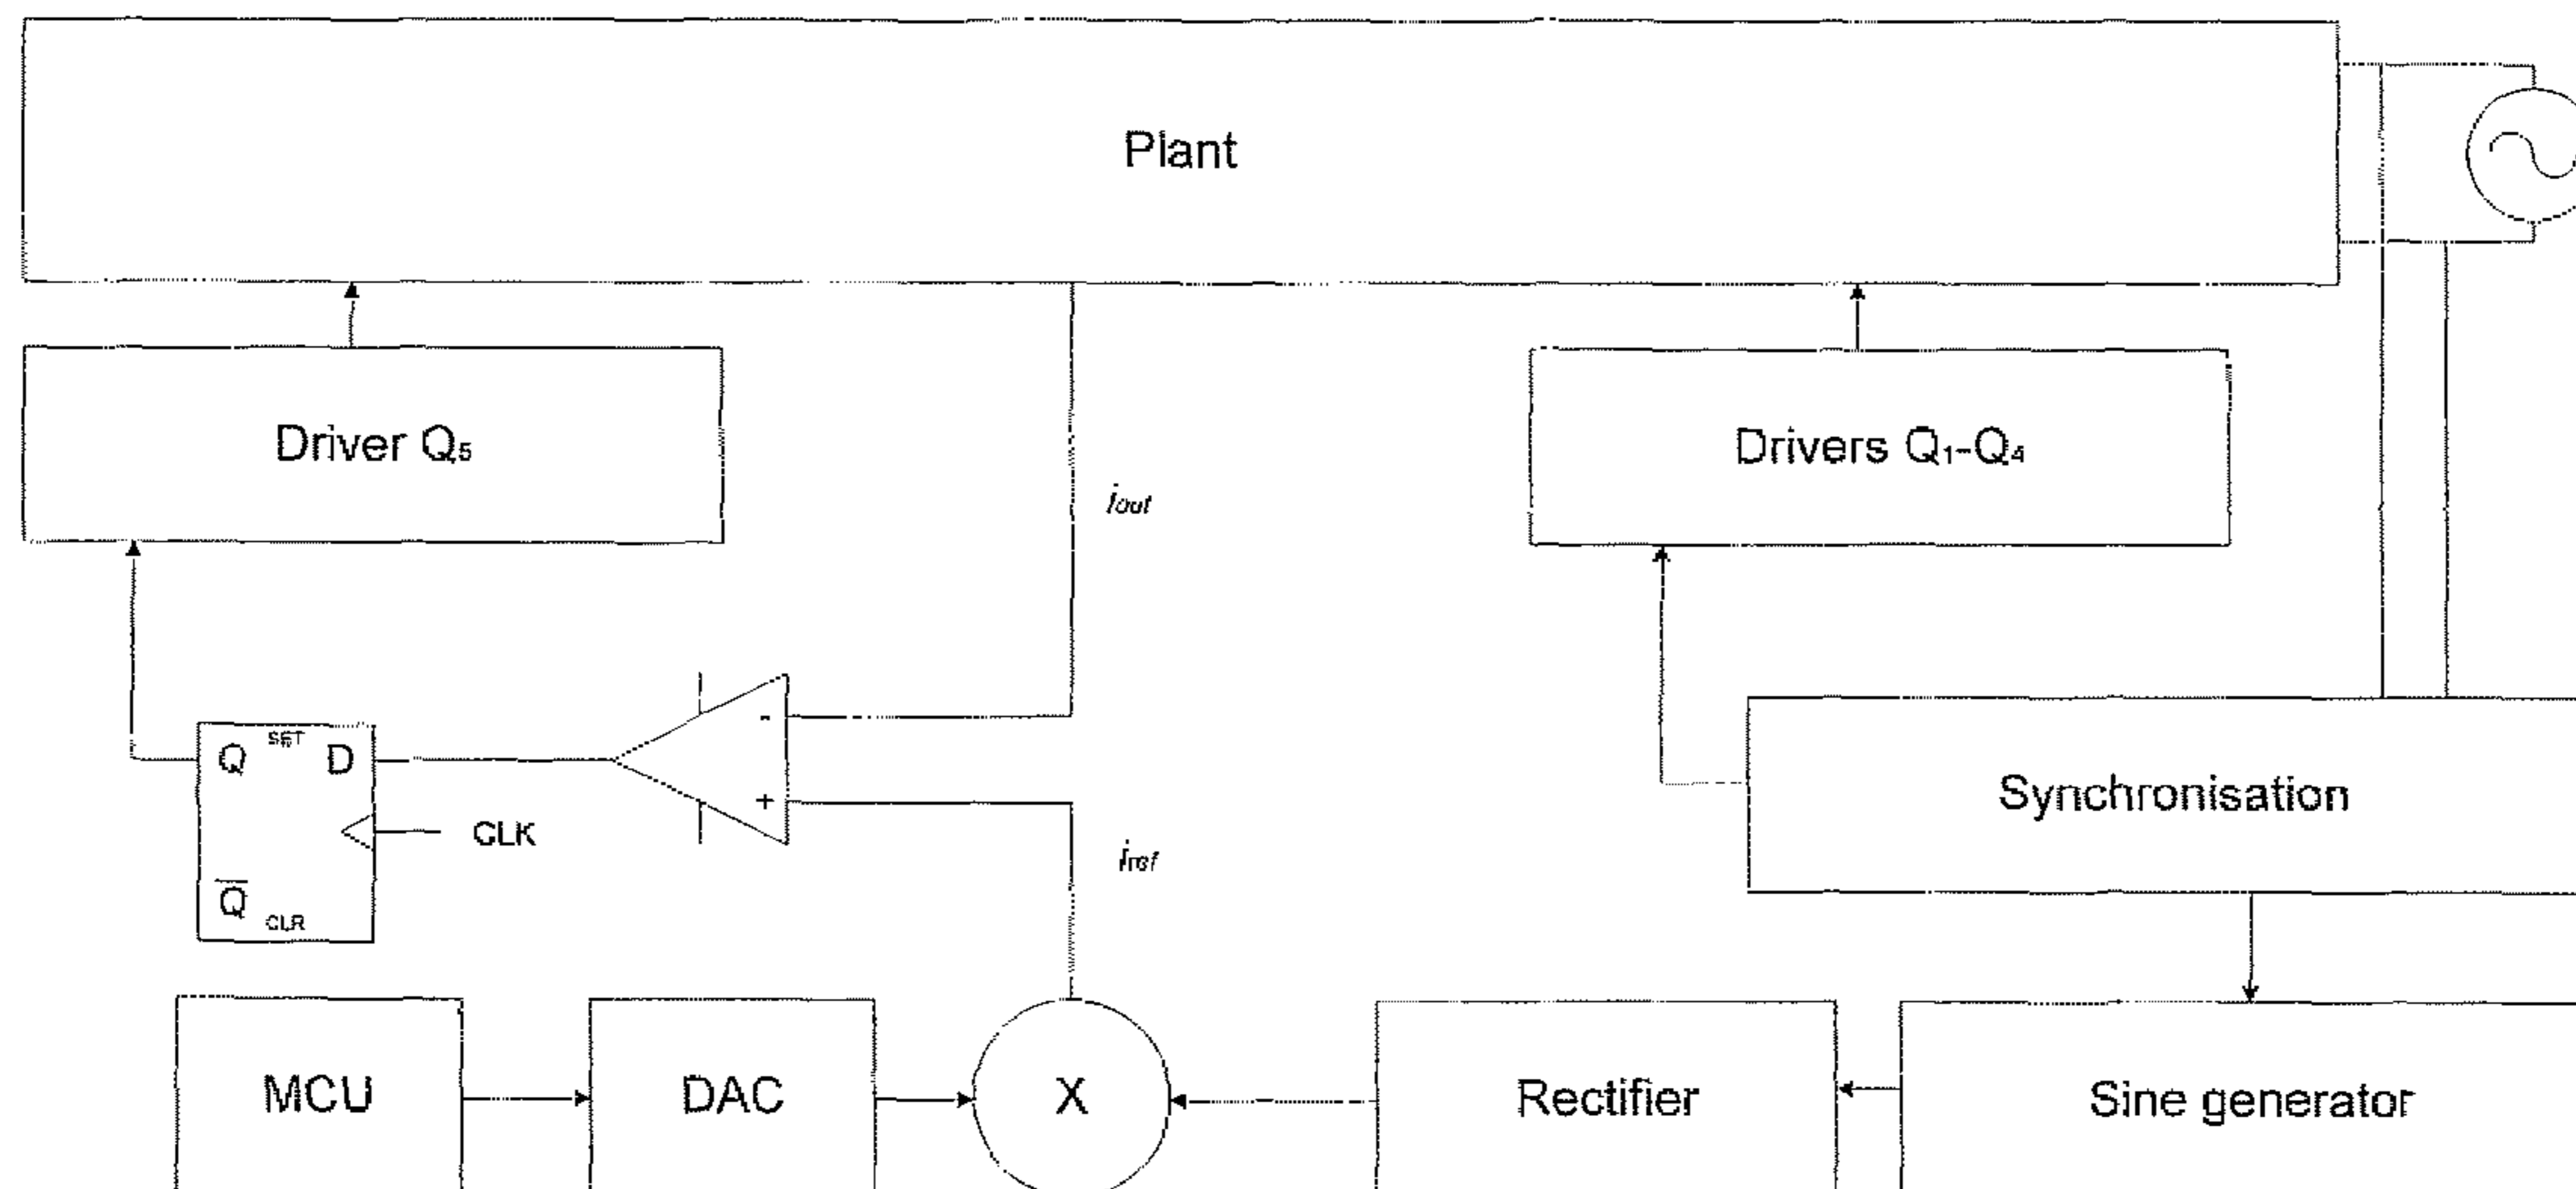 Plant
Driver Q5
Drivers Q1-Q4
iout
Q SET D
CLK
Q CLR
-
+
iref
Synchronisation
MCU
DAC
X
Rectifier
Sine generator